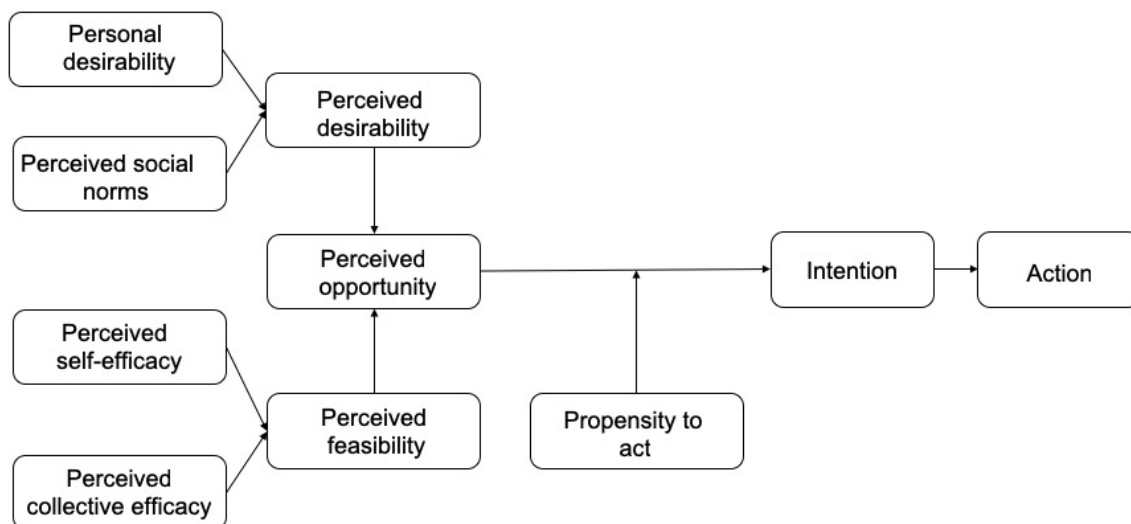 Personal
desirability
Perceived social
norms
Perceived
desirability
Perceived
opportunity
Perceived
self-efficacy
Perceived
collective efficacy
Perceived
feasibility
Propensity to
act
Intention
Action